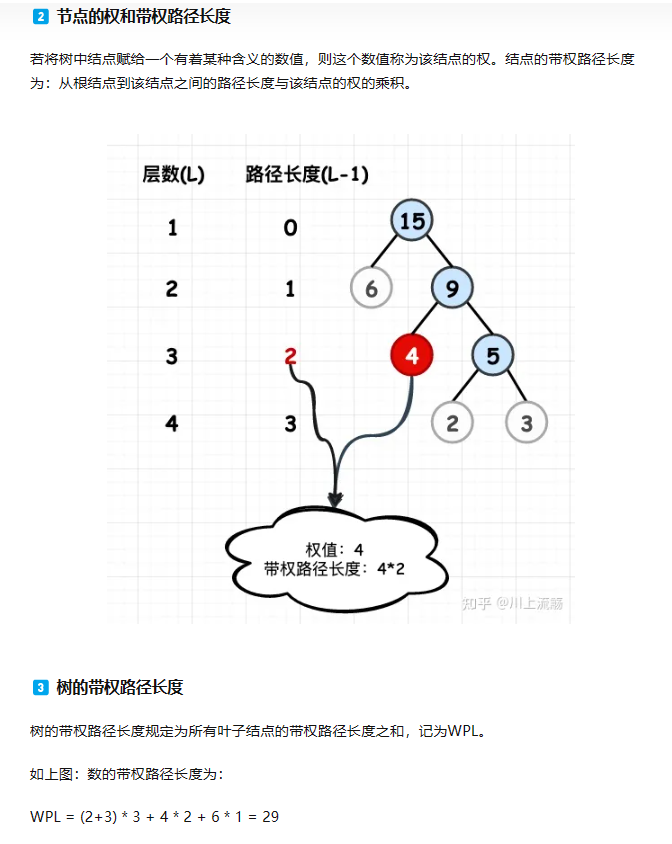 2 节点的权和带权路径长度
若将树中结点赋给一个有着某种含义的数值，则这个数值称为该结点的权。结点的带权路径长度
为：从根结点到该结点之间的路径长度与该结点的权的乘积。
层数(L) 路径长度(L-1)
1 0 15
2 1 6 9
3 2 4 5
4 3 2 3
权值：4
带权路径长度：4*2
知乎 @川上流觞
3 树的带权路径长度
树的带权路径长度规定为所有叶子结点的带权路径长度之和，记为WPL。
如上图：数的带权路径长度为：
WPL = (2+3) * 3 + 4 * 2 + 6 * 1 = 29